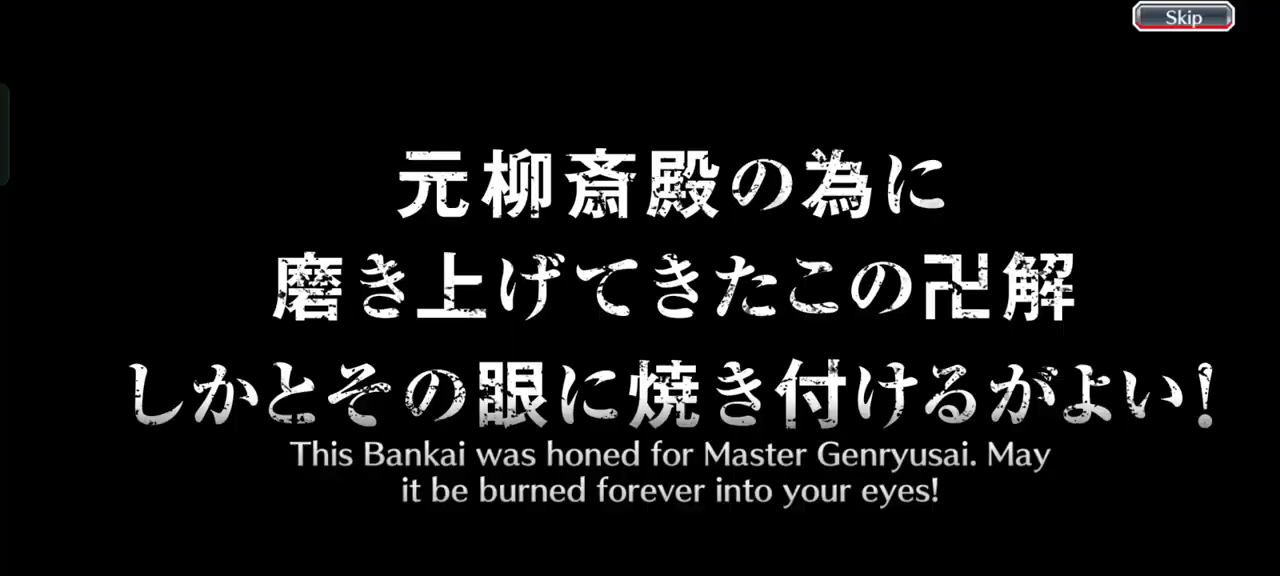 Skip
元柳斎殿の為に
磨き上げてきたこの卍解
しかとその眼に焼き付けるがよい!
This Bankai was honed for Master Genryusai. May
it be burned forever into your eyes!